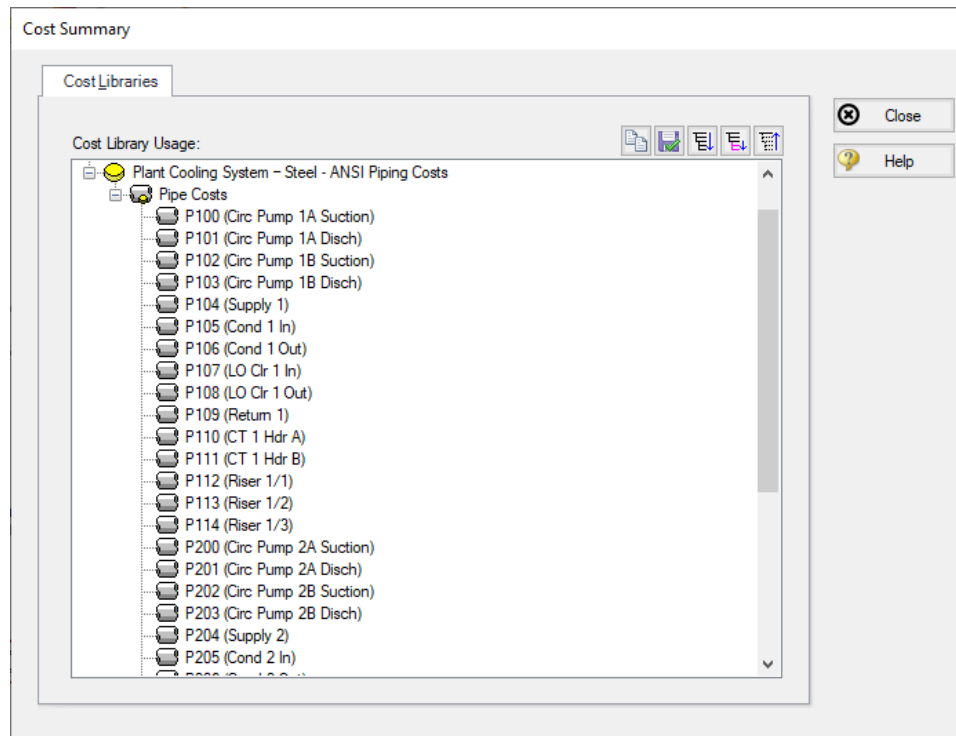 Cost Summary
Cost Libraries
Close
Cost Library Usage:
Help
Plant Cooling System – Steel - ANSI Piping Costs
Pipe Costs
P100 (Circ Pump 1A Suction)
P101 (Circ Pump 1A Disch)
P102 (Circ Pump 1B Suction)
P103 (Circ Pump 1B Disch)
P104 (Supply 1)
P105 (Cond 1 In)
P106 (Cond 1 Out)
P107 (LO Clr 1 In)
P108 (LO Clr 1 Out)
P109 (Return 1)
P110 (CT 1 Hdr A)
P111 (CT 1 Hdr B)
P112 (Riser 1/1)
P113 (Riser 1/2)
P114 (Riser 1/3)
P200 (Circ Pump 2A Suction)
P201 (Circ Pump 2A Disch)
P202 (Circ Pump 2B Suction)
P203 (Circ Pump 2B Disch)
P204 (Supply 2)
P205 (Cond 2 In)